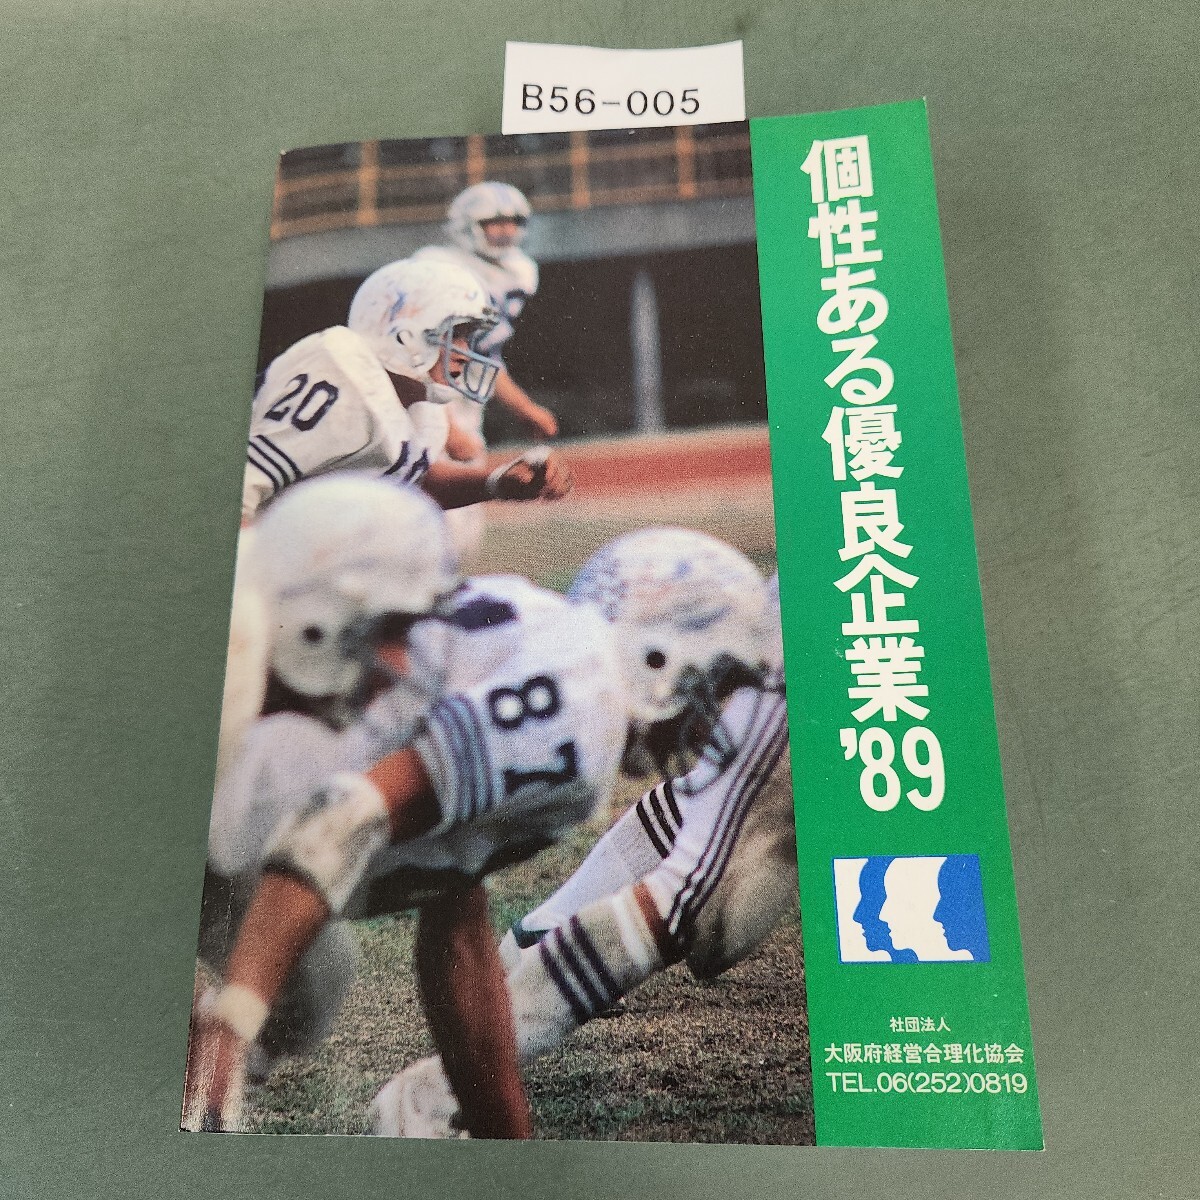 B56-005
個性ある優良企業'89
20
87
社団法人
大阪府経営合理化協会
TEL.06(252)0819